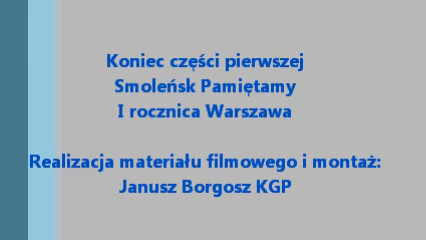 Koniec części pierwszej
Smoleńsk Pamiętamy
I rocznica Warszawa
Realizacja materiału filmowego i montaż:
Janusz Borgosz KGP